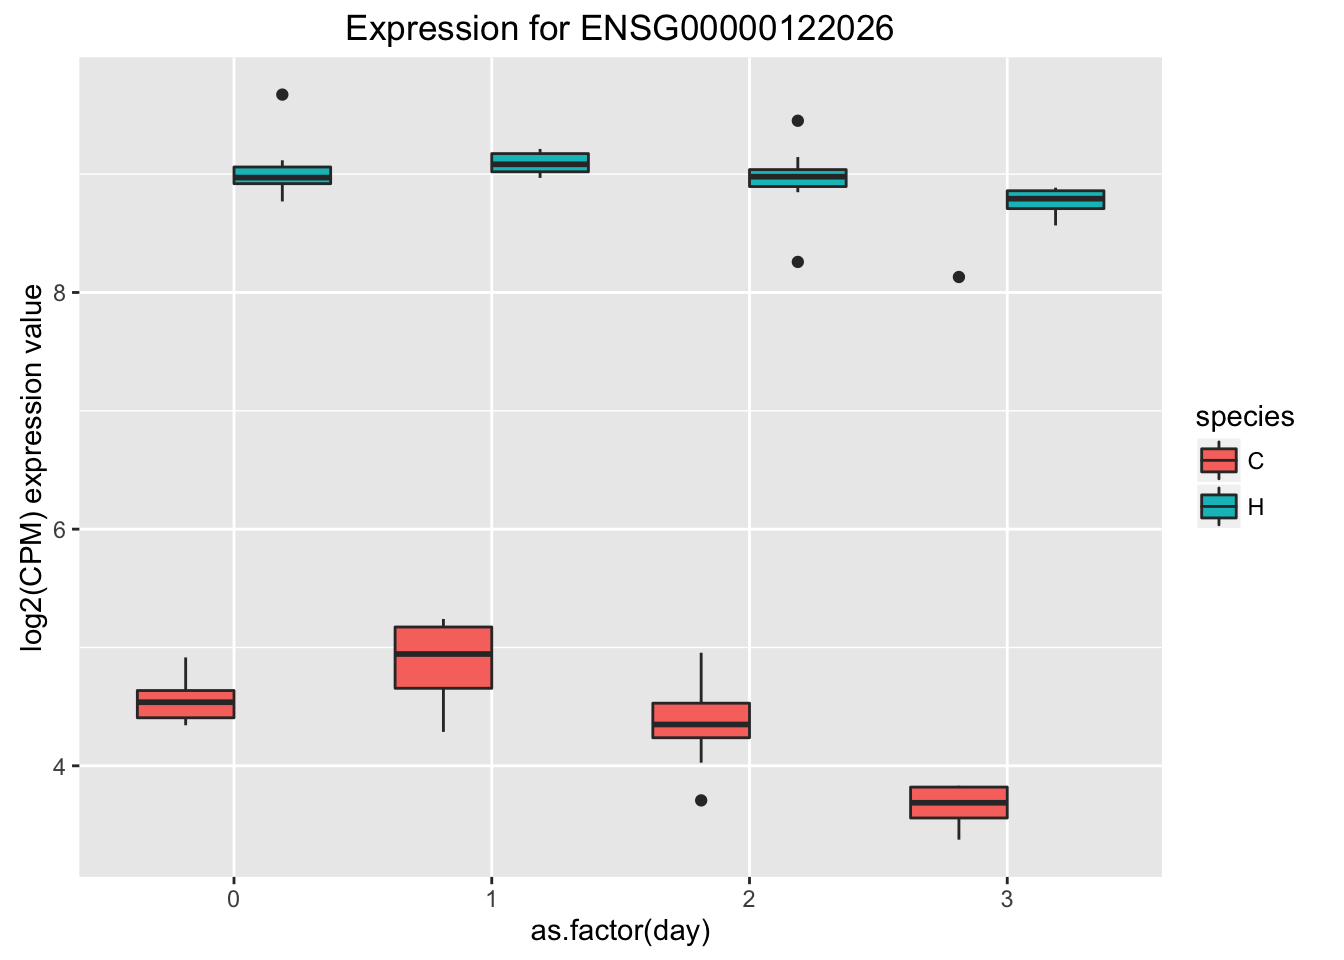 Expression for ENSG00000122026
log2(CPM) expression value
8
6
4
0 1 2 3
as.factor(day)
species
C
H